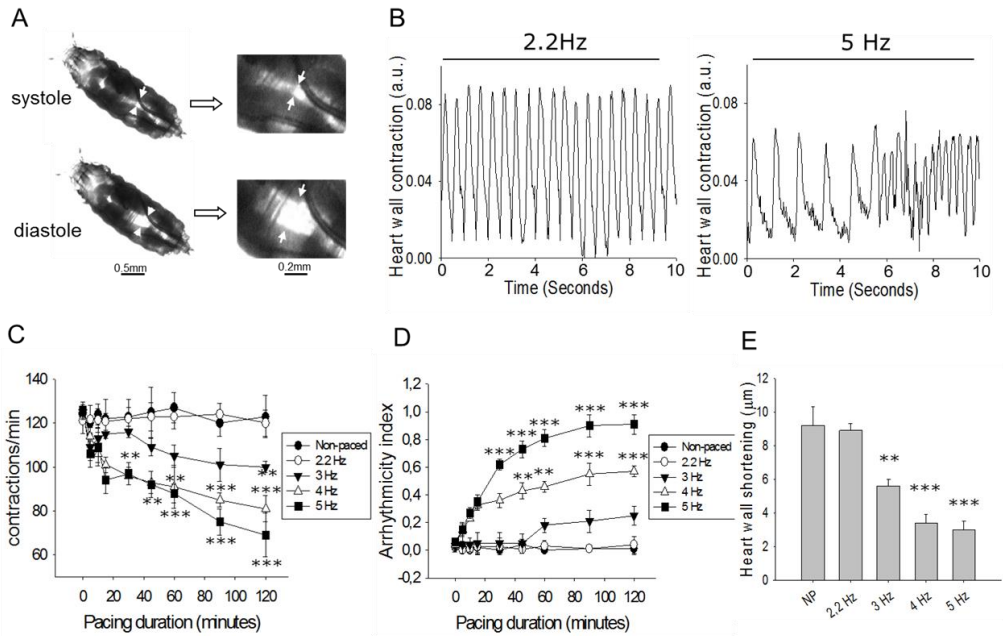 A
systole
diastole
0.5mm
0.2mm
B
2.2Hz
5 Hz
Heart wall contraction (a.u.)
0.08
0.04
0.00
0 2 4 6 8 10
Time (Seconds)
Heart wall contraction (a.u.)
0.08
0.04
0.00
0 2 4 6 8 10
Time (Seconds)
C
contractions/min
140
120
100
80
60
0 20 40 60 80 100 120
Pacing duration (minutes)
** ** ** *** *** *** ** *** ***
Non-paced
2.2 Hz
3 Hz
4 Hz
5 Hz
D
Arrhythmicity index
1,2
1,0
0,8
0,6
0,4
0,2
0,0
-0,2
0 20 40 60 80 100 120
Pacing duration (minutes)
*** *** *** *** ***
** ** *** ***
Non-paced
2.2 Hz
3 Hz
4 Hz
5 Hz
E
Heart wall shortening (μm)
12
10
8
6
4
2
0
** *** ***
NP 2,2 Hz 3 Hz 4 Hz 5 Hz